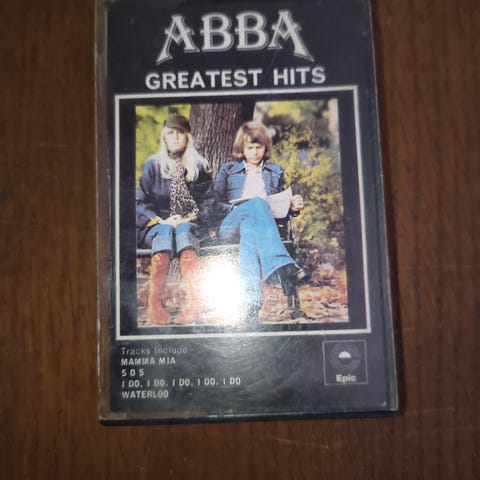 ABBA
GREATEST HITS
Tracks Include:-
MAMMA MIA
S O S
I DO, I DO, I DO, I DO, I DO
WATERLOO
Epic